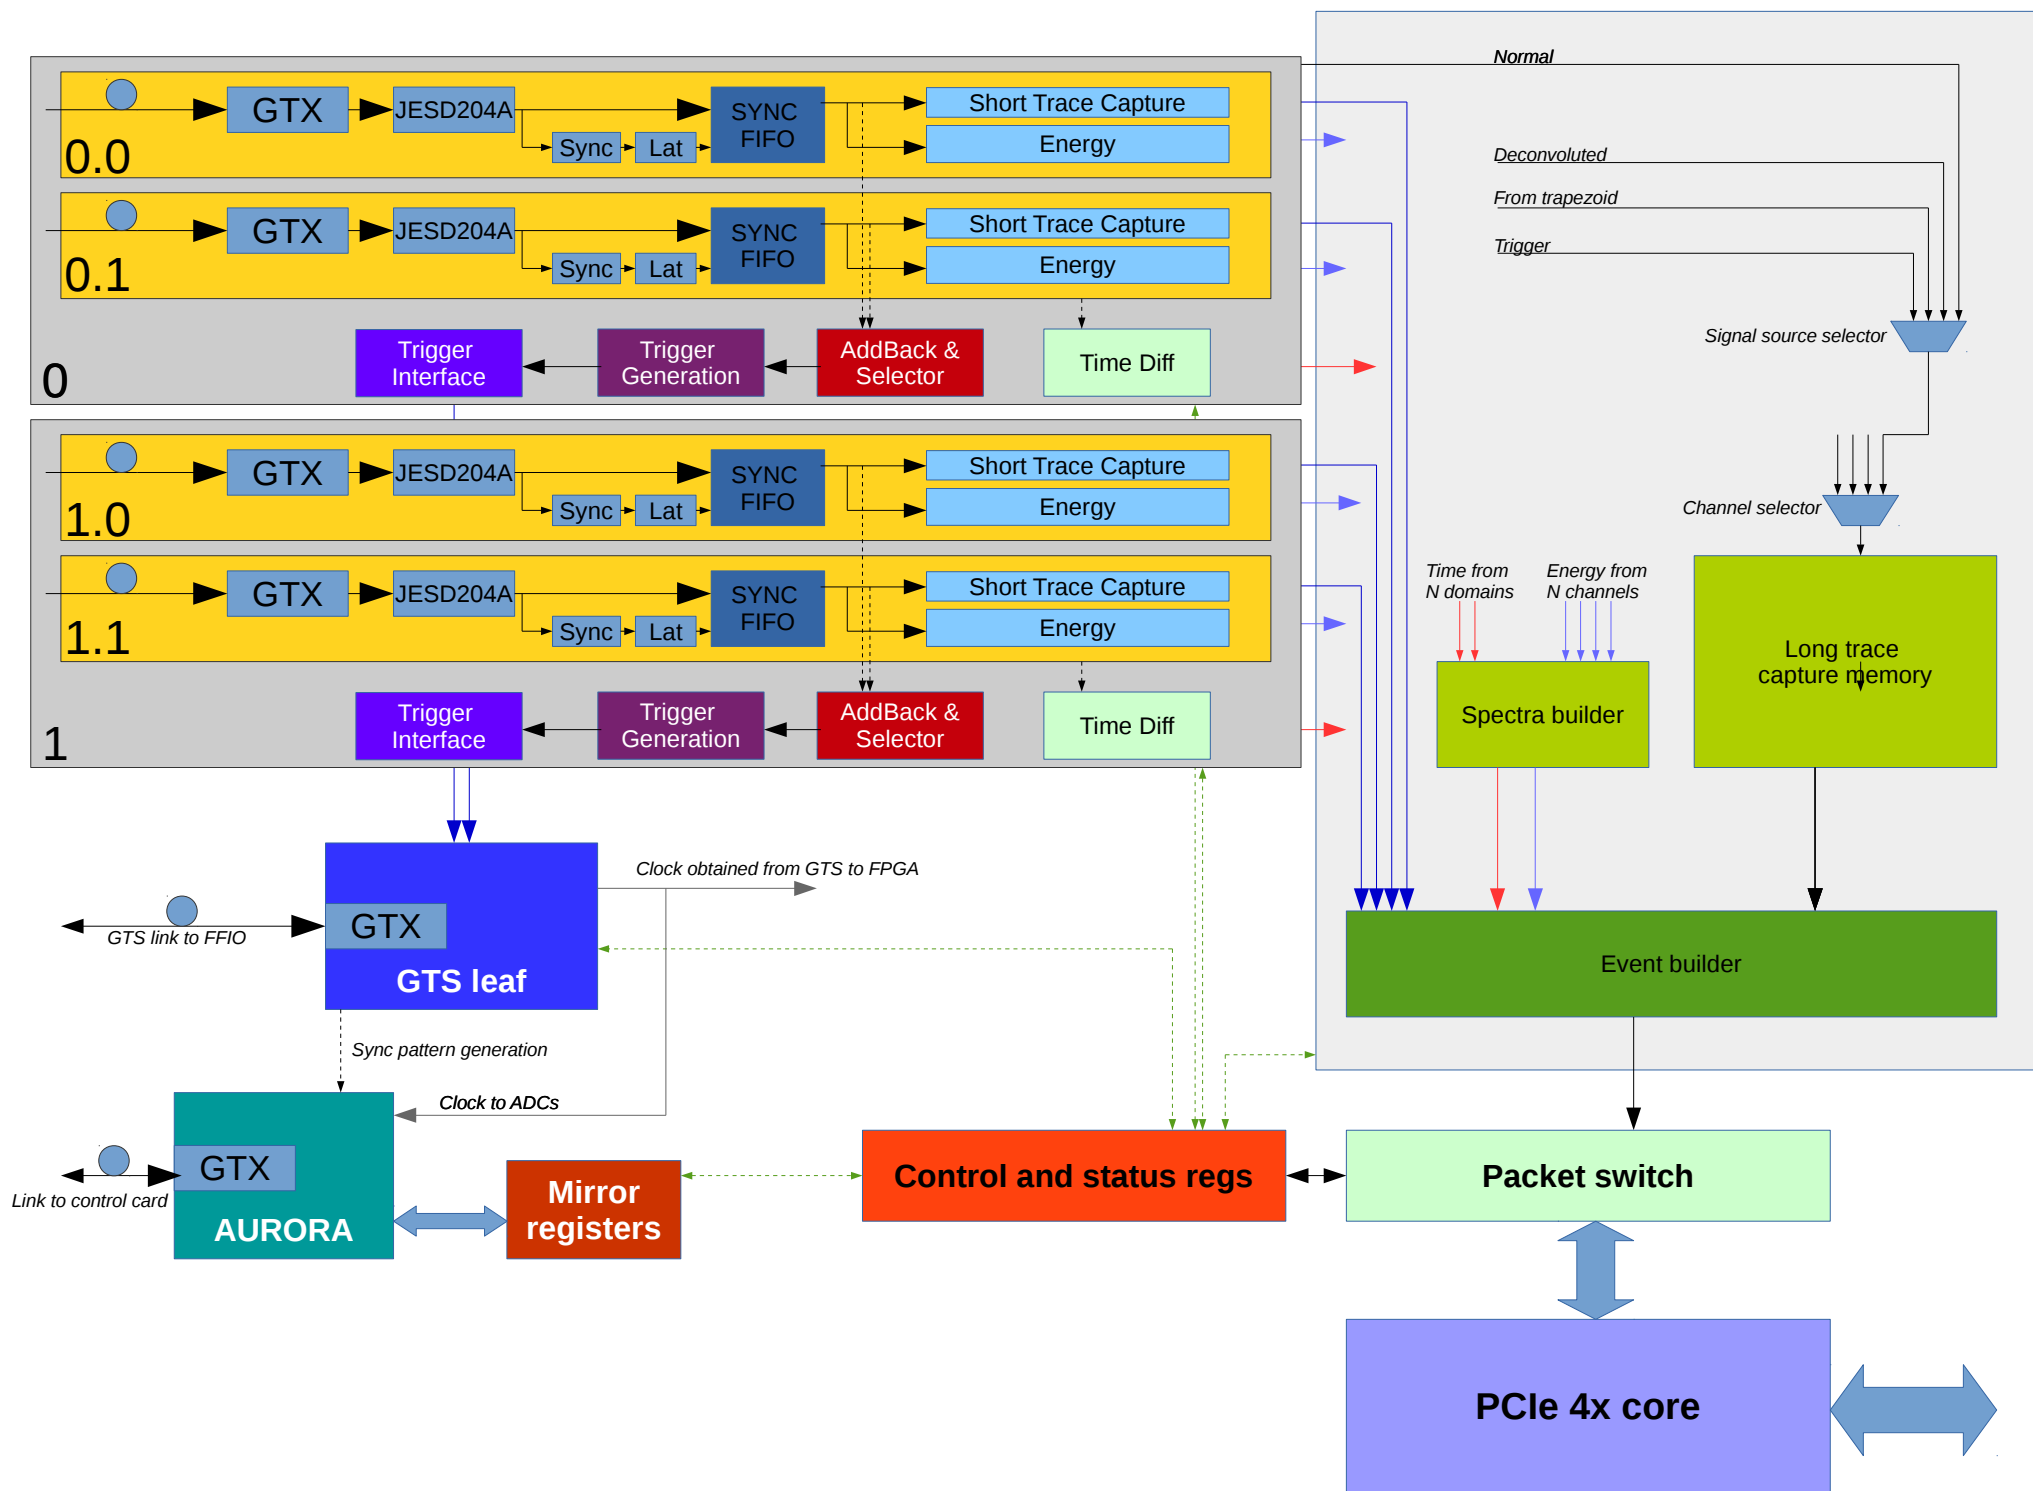 Normal
GTX
JESD204A
SYNC
FIFO
Short Trace Capture
Energy
Sync
Lat
0.0
Deconvoluted
From trapezoid
Trigger
GTX
JESD204A
SYNC
FIFO
Short Trace Capture
Energy
Sync
Lat
0.1
Trigger
Interface
Trigger
Generation
AddBack &
Selector
Time Diff
0
Signal source selector
GTX
JESD204A
SYNC
FIFO
Short Trace Capture
Energy
Sync
Lat
1.0
Channel selector
GTX
JESD204A
SYNC
FIFO
Short Trace Capture
Energy
Sync
Lat
1.1
Time from
N domains
Energy from
N channels
Long trace
capture memory
Spectra builder
Trigger
Interface
Trigger
Generation
AddBack &
Selector
Time Diff
1
Clock obtained from GTS to FPGA
GTX
GTS link to FFIO
GTS leaf
Event builder
Sync pattern generation
Clock to ADCs
GTX
Link to control card
AURORA
Mirror
registers
Control and status regs
Packet switch
PCIe 4x core